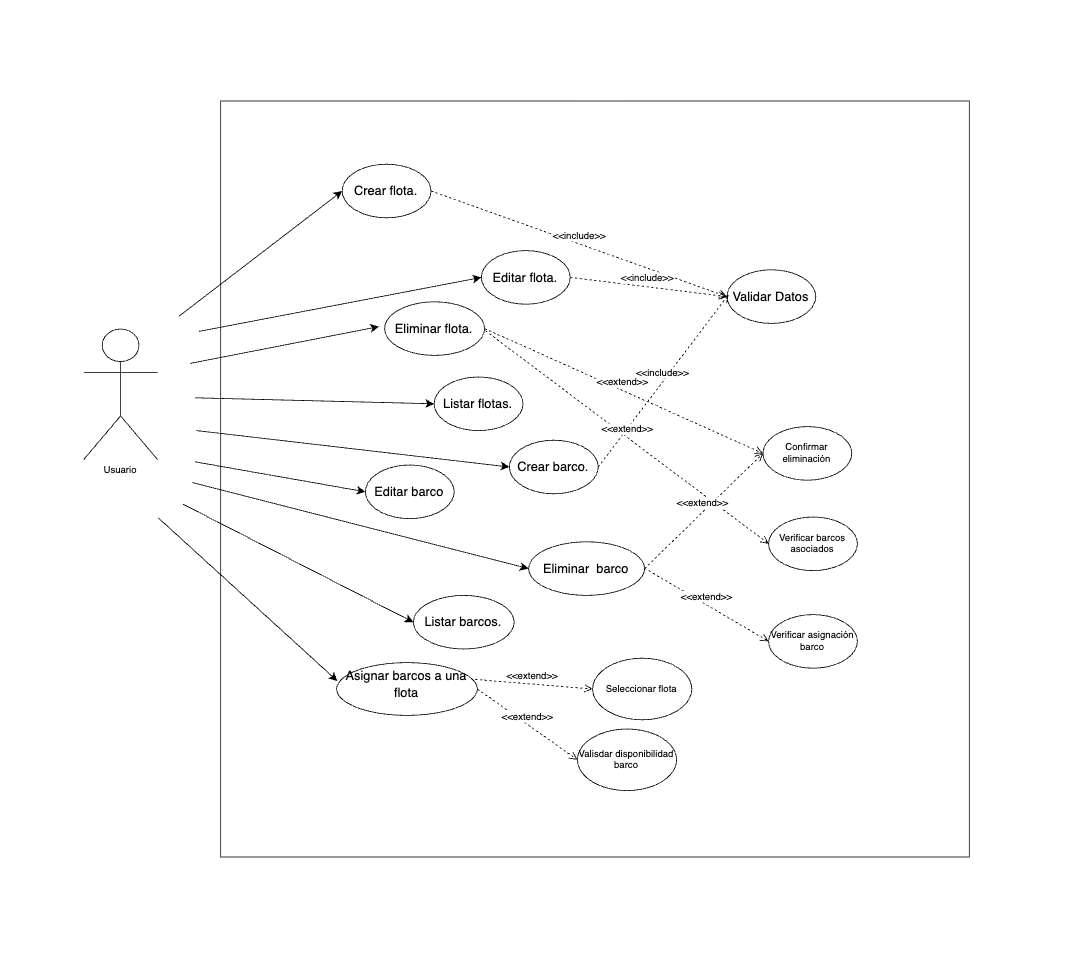 Crear flota.
<<include>>
Editar flota.
<<include>>
Validar Datos
Eliminar flota.
<<include>>
<<extend>>
Listar flotas.
<<extend>>
Confirmar
eliminación
Crear barco.
Usuario
Editar barco
<<extend>>
Verificar barcos
asociados
Eliminar  barco
<<extend>>
Listar barcos.
Verificar asignación
barco
Asignar barcos a una
flota
<<extend>>
Seleccionar flota
<<extend>>
Valisdar disponibilidad
barco